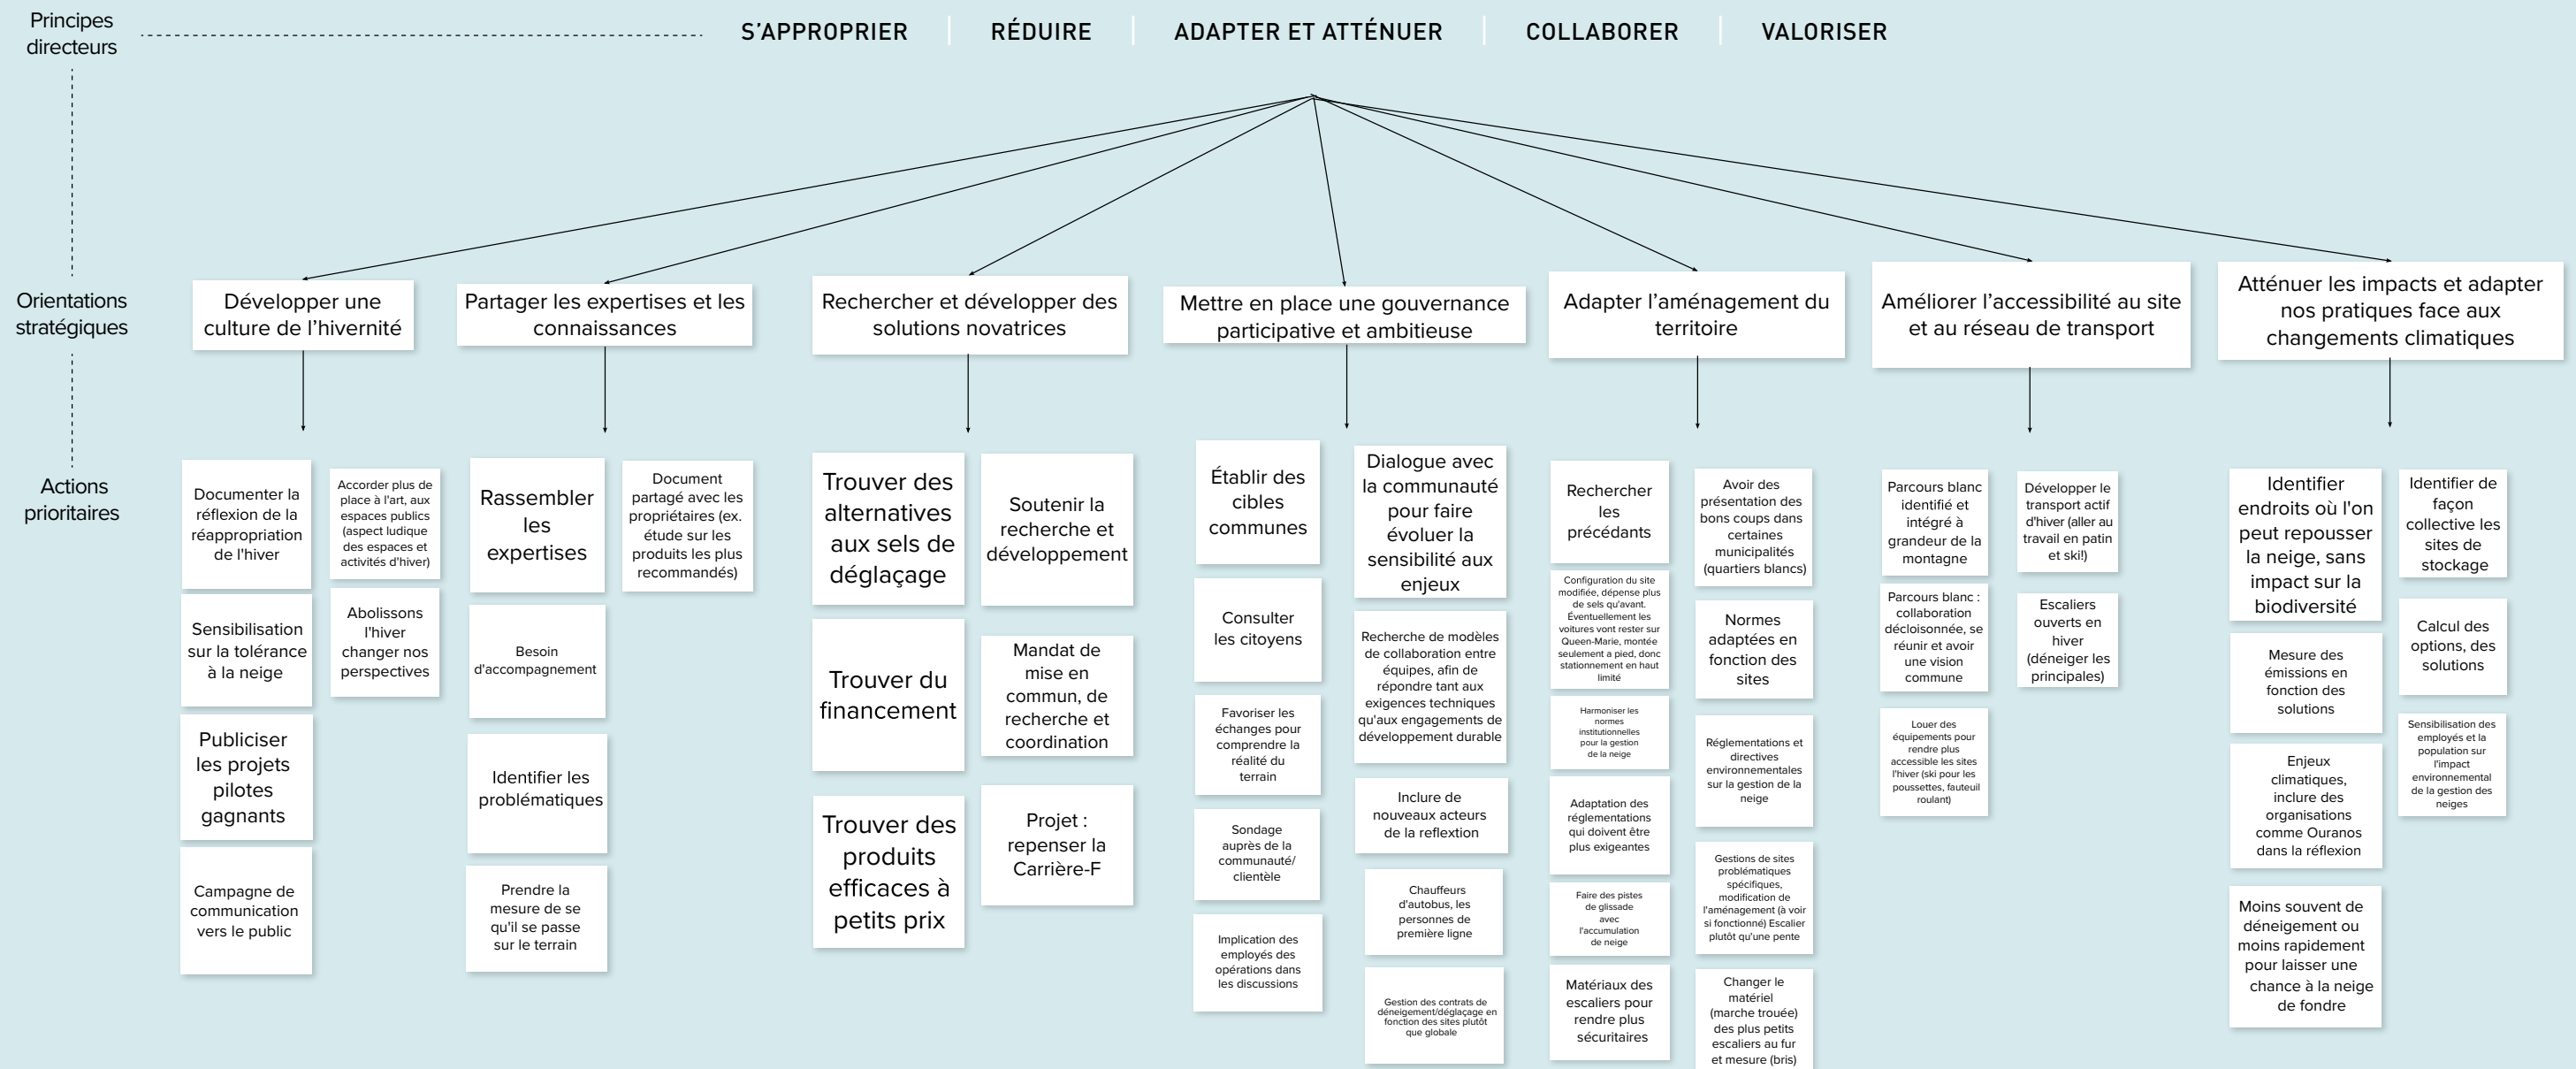 Principes
directeurs
S'APPROPRIER
RÉDUIRE
ADAPTER ET ATTÉNUER
COLLABORER
VALORISER
Orientations
stratégiques
Développer une
culture de l'hivernité
Partager les expertises et les
connaissances
Rechercher et développer des
solutions novatrices
Mettre en place une gouvernance
participative et ambitieuse
Adapter l'aménagement du
territoire
Améliorer l'accessibilité au site
et au réseau de transport
Atténuer les impacts et adapter
nos pratiques face aux
changements climatiques
Actions
prioritaires
Documenter la
réflexion de la
réappropriation
de l'hiver
Sensibilisation
sur la tolérance
à la neige
Publiciser
les projets
pilotes
gagnants
Campagne de
communication
vers le public
Accorder plus de
place à l'art, aux
espaces publics
(aspect ludique
des espaces et
activités d'hiver)
Abolissons
l'hiver
changer nos
perspectives
Rassembler
les
expertises
Besoin
d'accompagnement
Identifier les
problématiques
Prendre la
mesure de se
qu'il se passe
sur le terrain
Document
partagé avec les
propriétaires (ex.
étude sur les
produits les plus
recommandés)
Trouver des
alternatives
aux sels de
déglaçage
Trouver du
financement
Trouver des
produits
efficaces à
petits prix
Soutenir la
recherche et
développement
Mandat de
mise en
commun, de
recherche et
coordination
Projet :
repenser la
Carrière-F
Établir des
cibles
communes
Consulter
les citoyens
Favoriser les
échanges pour
comprendre la
réalité du
terrain
Sondage
auprès de la
communauté/
clientèle
Implication des
employés des
opérations dans
les discussions
Dialogue avec
la communauté
pour faire
évoluer la
sensibilité aux
enjeux
Recherche de modèles
de collaboration entre
équipes, afin de
répondre tant aux
exigences techniques
qu'aux engagements de
développement durable
Inclure de
nouveaux acteurs
de la reflextion
Chauffeurs
d'autobus, les
personnes de
première ligne
Gestion des contrats de
déneigement/déglaçage en
fonction des sites plutôt
que globale
Rechercher
les
précédants
Configuration du site
modifiée, dépense plus
de sels qu'avant.
Éventuellement les
voitures vont rester sur
Queen-Marie, montée
seulement a pied, donc
stationnement en haut
limité
Harmoniser les
normes
institutionnelles
pour la gestion
de la neige
Adaptation des
réglementations
qui doivent être
plus exigeantes
Faire des pistes
de glissade
avec
l'accumulation
de neige
Matériaux des
escaliers pour
rendre plus
sécuritaires
Avoir des
présentation des
bons coups dans
certaines
municipalités
(quartiers blancs)
Normes
adaptées en
fonction des
sites
Réglementations et
directives
environnementales
sur la gestion de la
neige
Gestions de sites
problématiques
spécifiques,
modification de
l'aménagement (à voir
si fonctionné) Escalier
plutôt qu'une pente
Changer le
matériel
(marche trouée)
des plus petits
escaliers au fur
et mesure (bris)
Parcours blanc
identifié et
intégré à
grandeur de la
montagne
Parcours blanc :
collaboration
décloisonnée, se
réunir et avoir
une vision
commune
Louer des
équipements pour
rendre plus
accessible les sites
l'hiver (ski pour les
poussettes, fauteuil
roulant)
Développer le
transport actif
d'hiver (aller au
travail en patin
et ski!)
Escaliers
ouverts en
hiver
(déneiger les
principales)
Identifier
endroits où l'on
peut repousser
la neige, sans
impact sur la
biodiversité
Mesure des
émissions en
fonction des
solutions
Enjeux
climatiques,
inclure des
organisations
comme Ouranos
dans la réflexion
Moins souvent de
déneigement ou
moins rapidement
pour laisser une
chance à la neige
de fondre
Identifier de
façon
collective les
sites de
stockage
Calcul des
options, des
solutions
Sensibilisation des
employés et la
population sur
l'impact
environnemental
de la gestion des
neiges